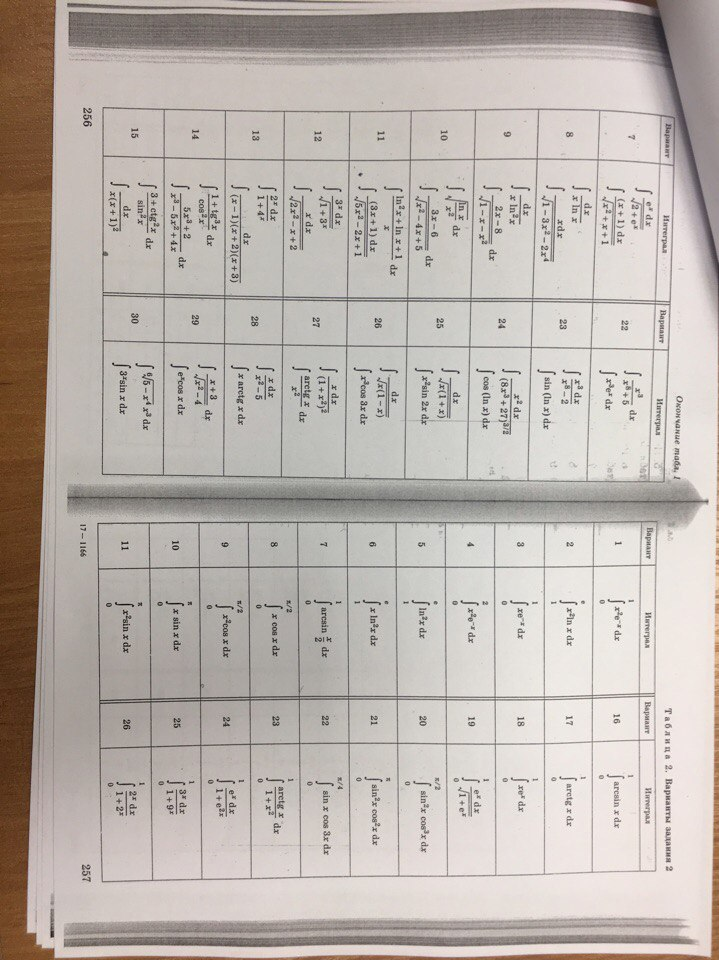 Окончание табл. 1
Вариант Интеграл Вариант Интеграл
7 ∫ e^x dx / √(2 + e^x) 22 ∫ x^3 / (x^8 + 5) dx
∫ (x + 1) dx / √(x^2 + x + 1) ∫ x^3 e^x dx
8 ∫ dx / (x ln x) 23 ∫ x^3 dx / (x^8 − 2)
∫ x dx / √(1 − 3x^2 − 2x^4) ∫ sin (ln x) dx
9 ∫ dx / (x ln^2 x) 24 ∫ x^2 dx / (8x^3 + 27)^{2/3}
∫ (2x − 8) / √(1 − x − x^2) dx ∫ cos (ln x) dx
10 25 ∫ dx / (√x(1 + x))
∫ (3x − 6) / √(x^2 − 4x + 5) dx ∫ x^2 sin 2x dx
11 ∫ (ln^2 x + ln x + 1) / x dx 26 ∫ dx / √(x(1 − x))
∫ (3x + 1) dx / √(5x^2 − 2x + 1) ∫ x^3 cos 3x dx
12 ∫ 3^x dx / √(1 + 3^x) 27 ∫ x dx / (1 + x^2)^2
∫ x dx / √(2x^2 − x + 2) ∫ arctg x / x^2 dx
13 ∫ 2^x dx / (1 + 4^x) 28 ∫ x dx / (x^2 − 5)
∫ dx / ((x − 1)(x + 2)(x + 3)) ∫ x arctg x dx
14 ∫ (1 + tg^3 x) / cos^2 x dx 29 ∫ (x + 3) / √(x^2 − 4) dx
∫ (5x^3 + 2) / (x^3 − 5x^2 + 4x) dx ∫ e^x cos x dx
15 ∫ (3 + ctg^2 x) / sin^2 x dx 30 ∫ ⁶√(5 − x^4) x^3 dx
∫ dx / (x(x + 1)^2) ∫ 3^x sin x dx
256
Таблица 2. Варианты задания 2
Вариант Интеграл Вариант Интеграл
1 ∫_0^1 x^2 e^{−x} dx 16 ∫_0^1 arcsin x dx
2 ∫_1^e x^2 ln x dx 17 ∫_0^1 arctg x dx
3 ∫_0^1 xe^{−x} dx 18 ∫_0^1 xe^x dx
4 ∫_0^2 x^2 e^{−x} dx 19 ∫_0^1 e^x dx / √(1 + e^x)
5 ∫_1^e ln^2 x dx 20 ∫_0^{π/2} sin^2 x cos^3 x dx
6 ∫_1^e x ln^2 x dx 21 ∫_0^π sin^2 x cos^2 x dx
7 ∫_0^1 arcsin x/2 dx 22 ∫_0^{π/4} sin x cos 3x dx
8 ∫_0^{π/2} x cos x dx 23 ∫_0^1 arctg x / (1 + x^2) dx
9 ∫_0^{π/2} x^2 cos x dx 24 ∫_0^1 e^x dx / (1 + e^{2x})
10 ∫_0^π x sin x dx 25 ∫_0^1 3^x dx / (1 + 9^x)
11 ∫_0^π x^2 sin x dx 26 ∫_0^1 2^x dx / (1 + 2^x)
17 – 1166
257